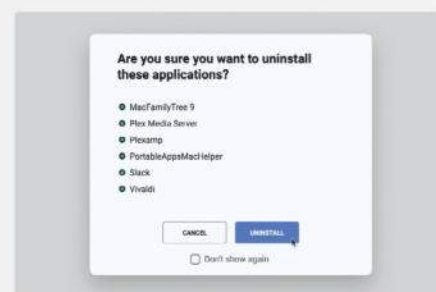 Are you sure you want to uninstall
these applications?
MacFamilyTree 9
Plex Media Server
Plexamp
PortableAppsMacHelper
Slack
Vivaldi
CANCEL UNINSTALL
Don't show again